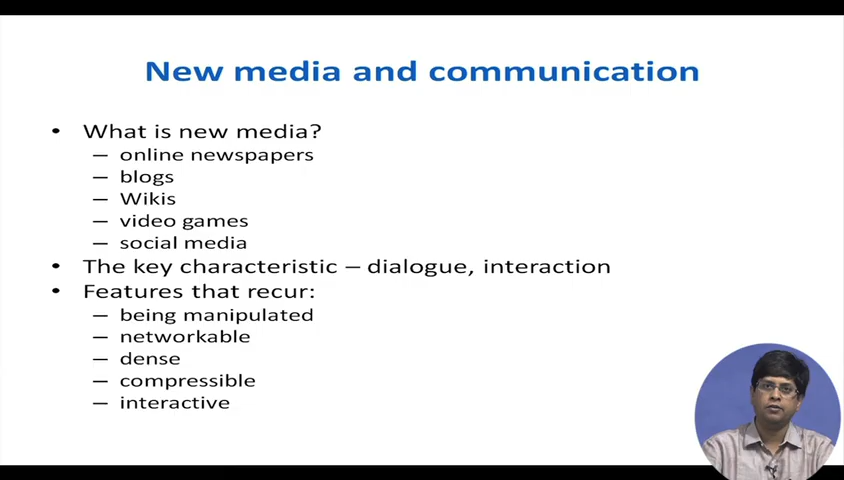 New media and communication
• What is new media?
– online newspapers
– blogs
– Wikis
– video games
– social media
• The key characteristic – dialogue, interaction
• Features that recur:
– being manipulated
– networkable
– dense
– compressible
– interactive